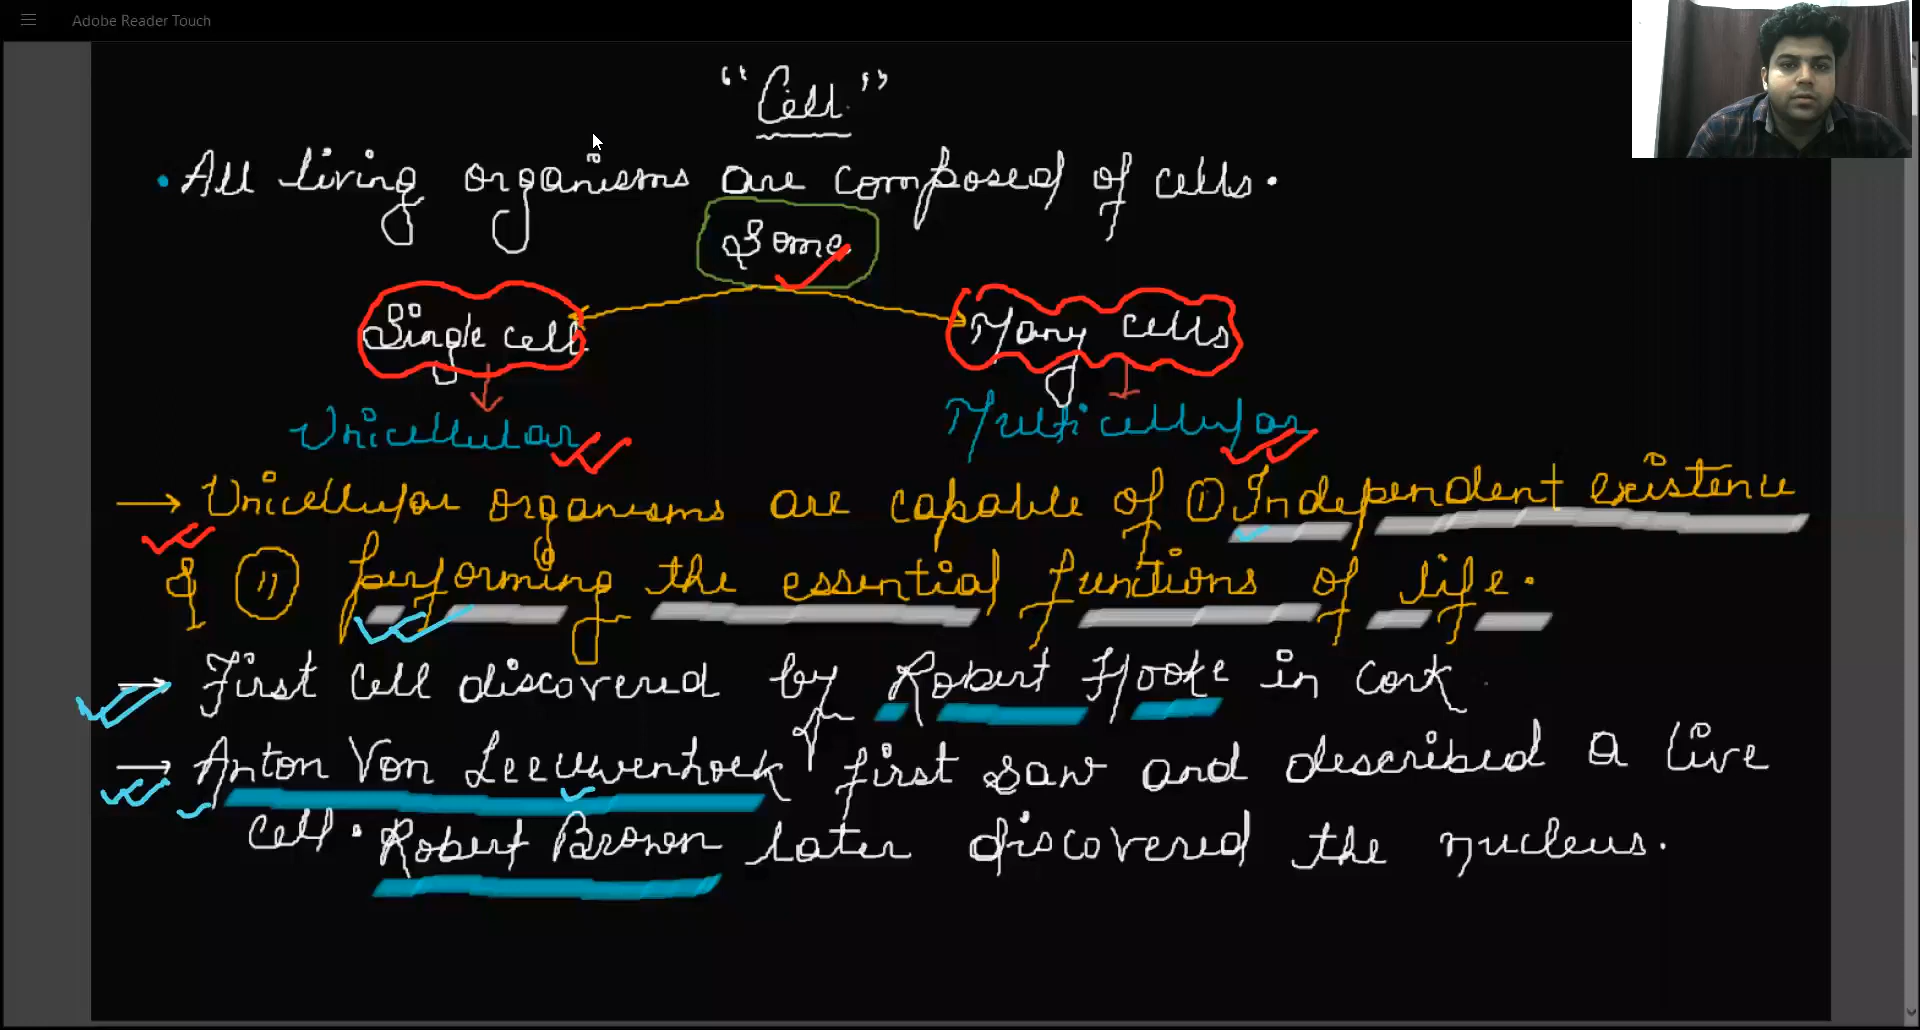 Adobe Reader Touch
"Cell"
• All living organisms are composed of cells.
Some
Single cell Many cells
Unicellular Multicellular
→ Unicellular organisms are capable of ① Independent existence
& ⑪ performing the essential functions of life.
→ First Cell discovered by Robert Hooke in cork
→ Anton Von Leeuwenhoek first saw and described a live
cell. Robert Brown later discovered the nucleus.